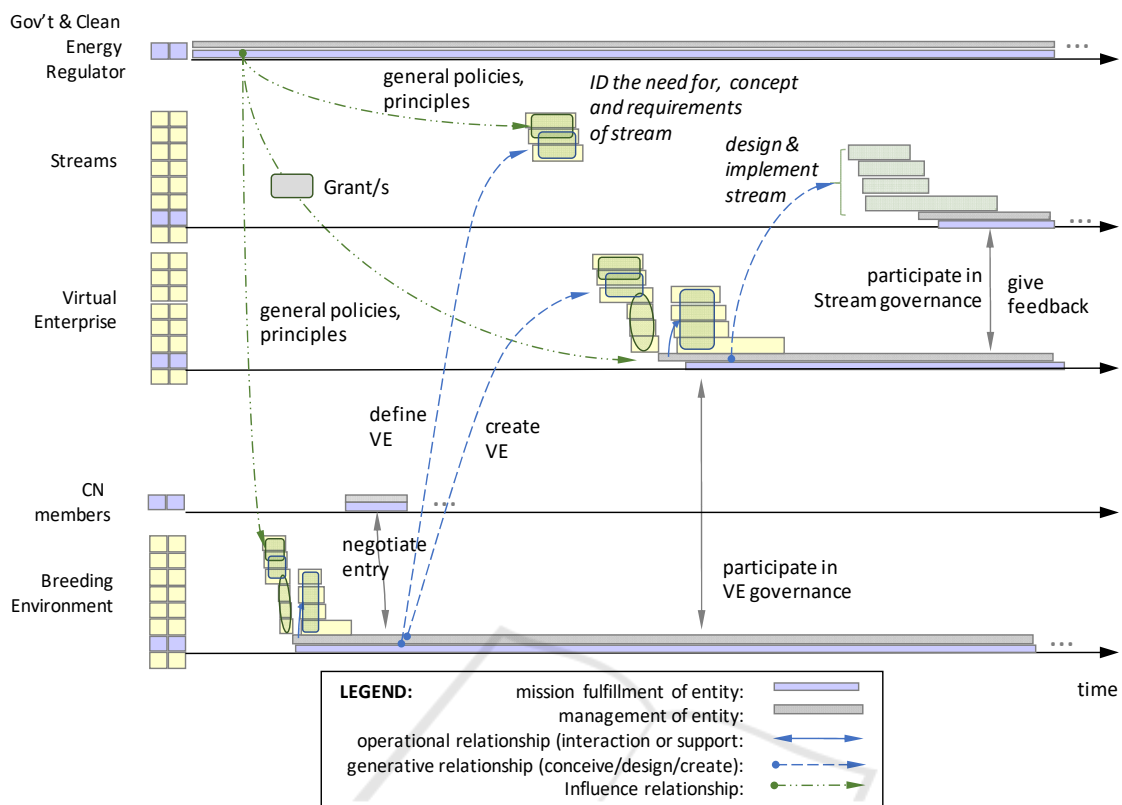 Gov't & Clean
Energy
Regulator
...
general policies,
principles
ID the need for, concept
and requirements
of stream
Streams
design &
implement
stream
Grant/s
...
Virtual
Enterprise
general policies,
principles
participate in
Stream governance
give
feedback
define
VE
create
VE
CN
members
...
negotiate
entry
Breeding
Environment
participate in
VE governance
...
time
LEGEND:
mission fulfillment of entity:
management of entity:
operational relationship (interaction or support:
generative relationship (conceive/design/create):
Influence relationship: